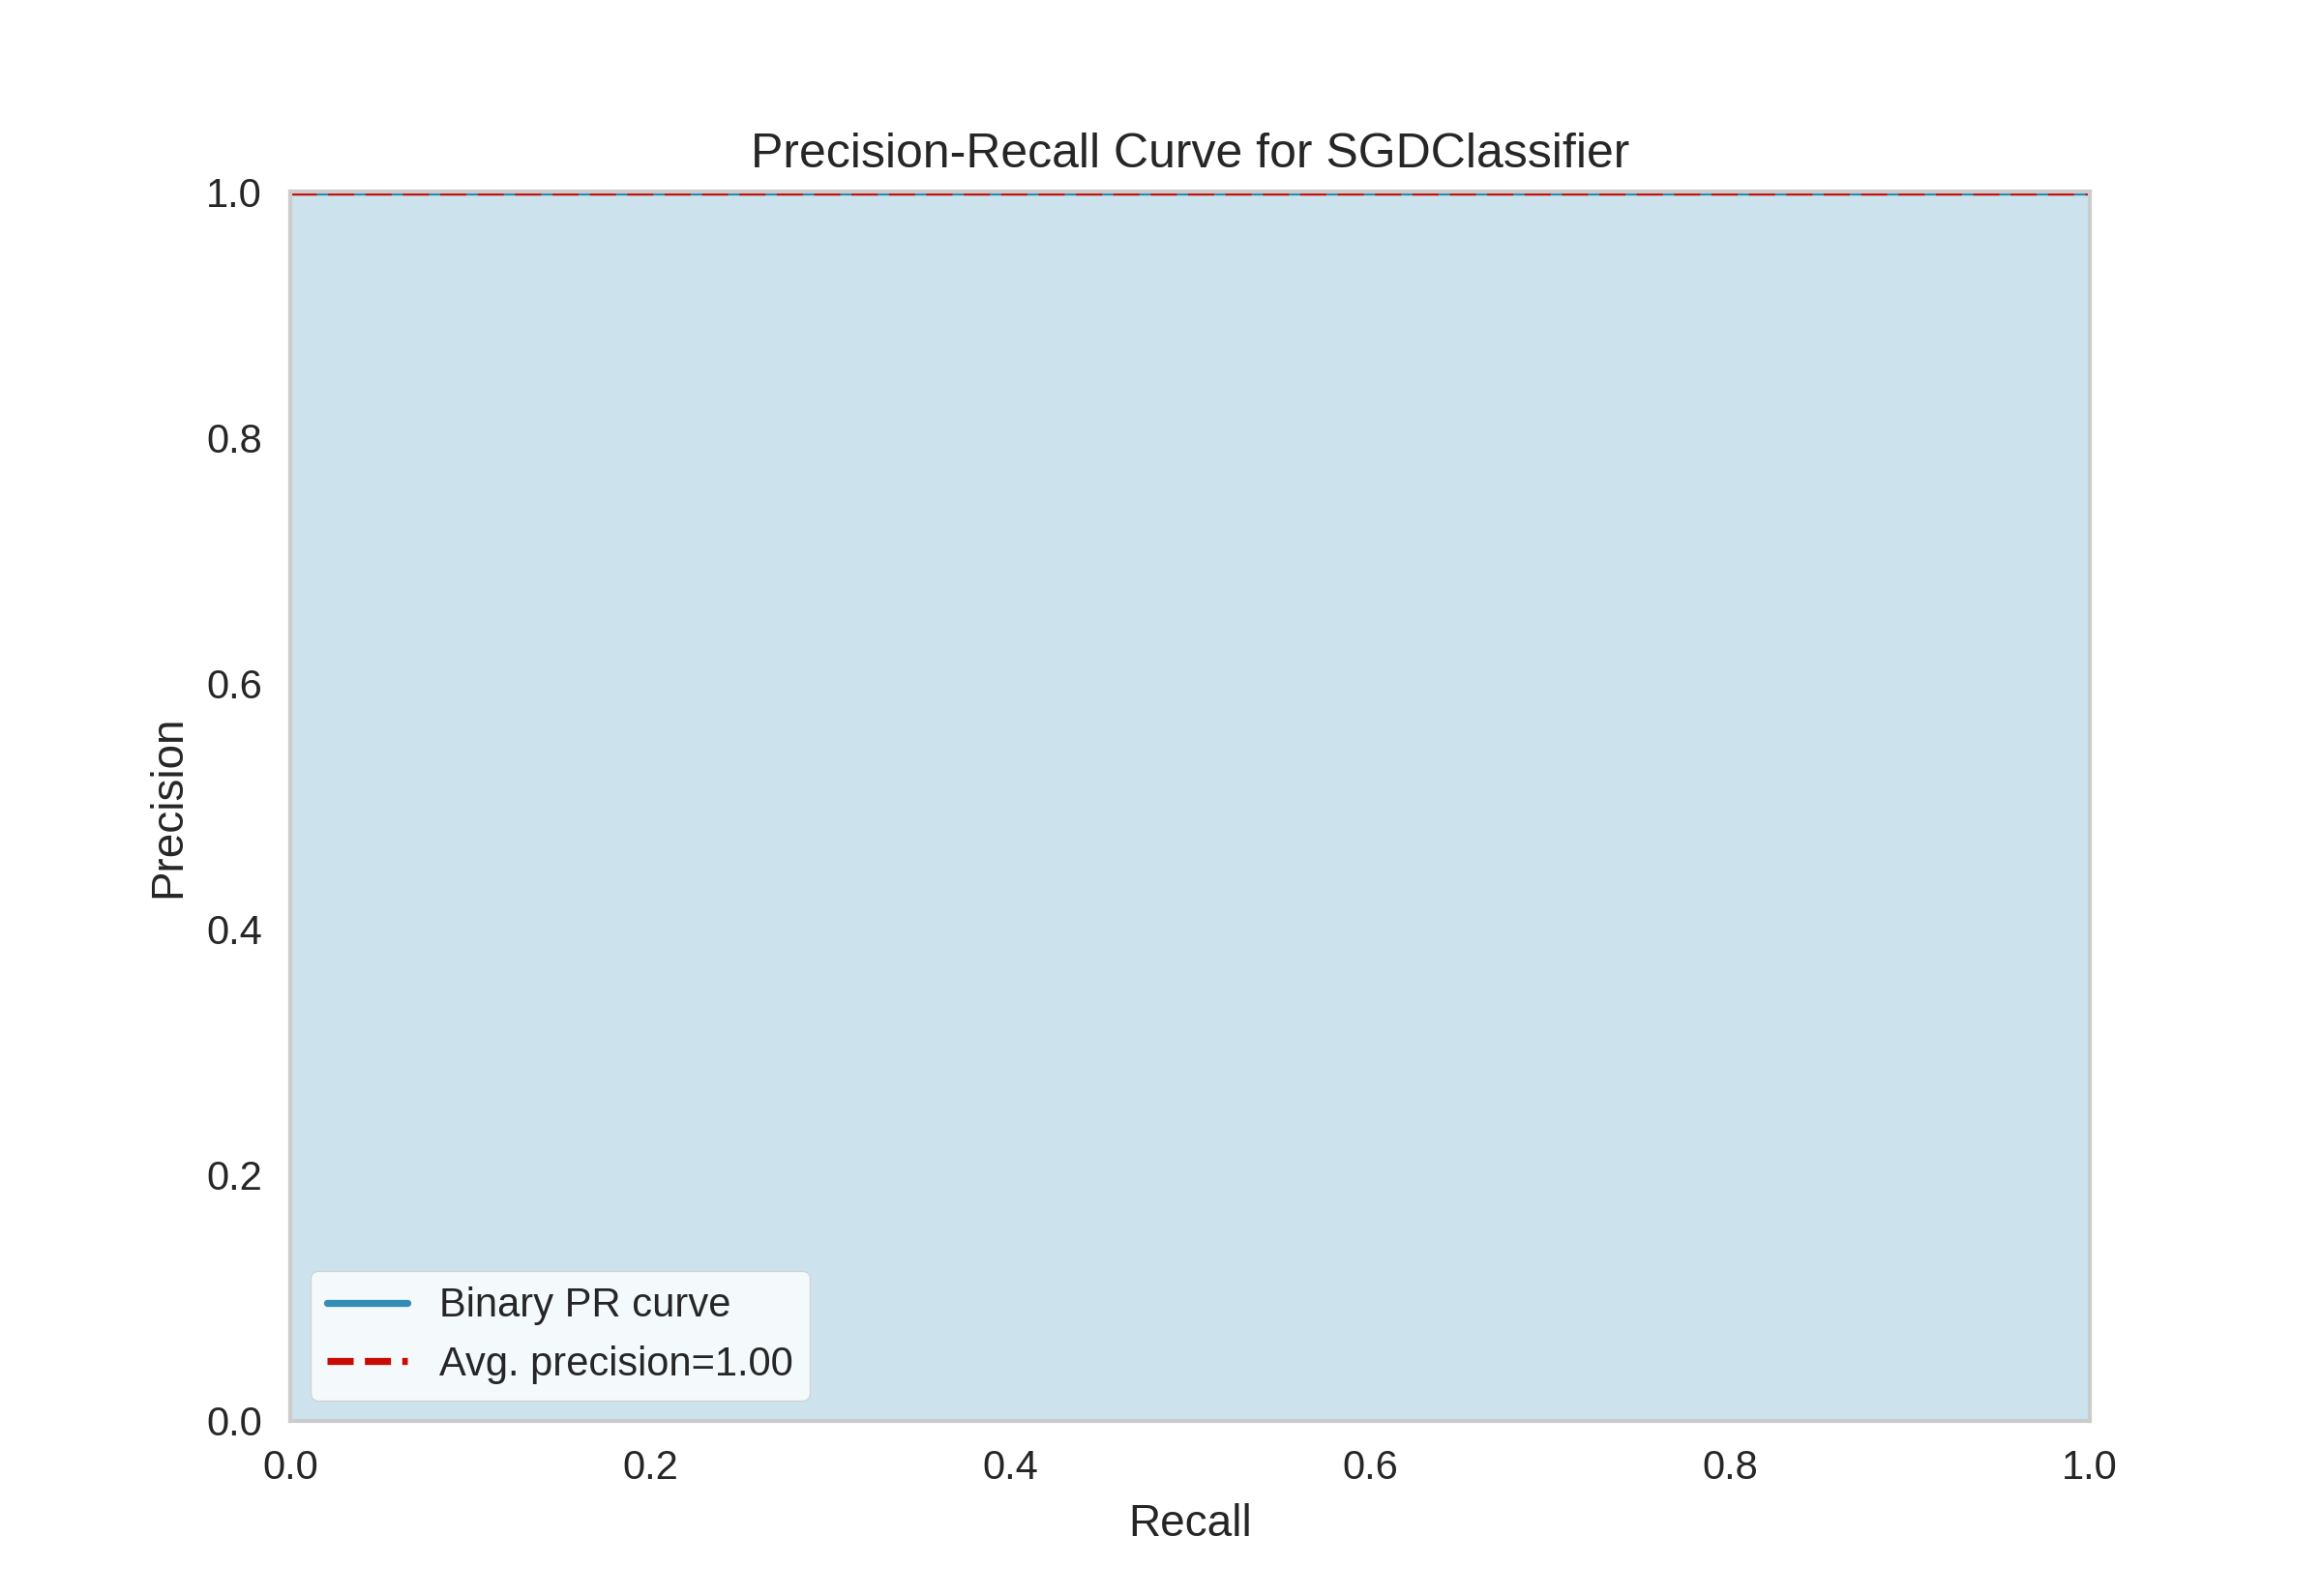 Precision-Recall Curve for SGDClassifier
1.0
0.8
0.6
0.4
0.2
0.0
Precision
Binary PR curve
Avg. precision=1.00
0.0 0.2 0.4 0.6 0.8 1.0
Recall